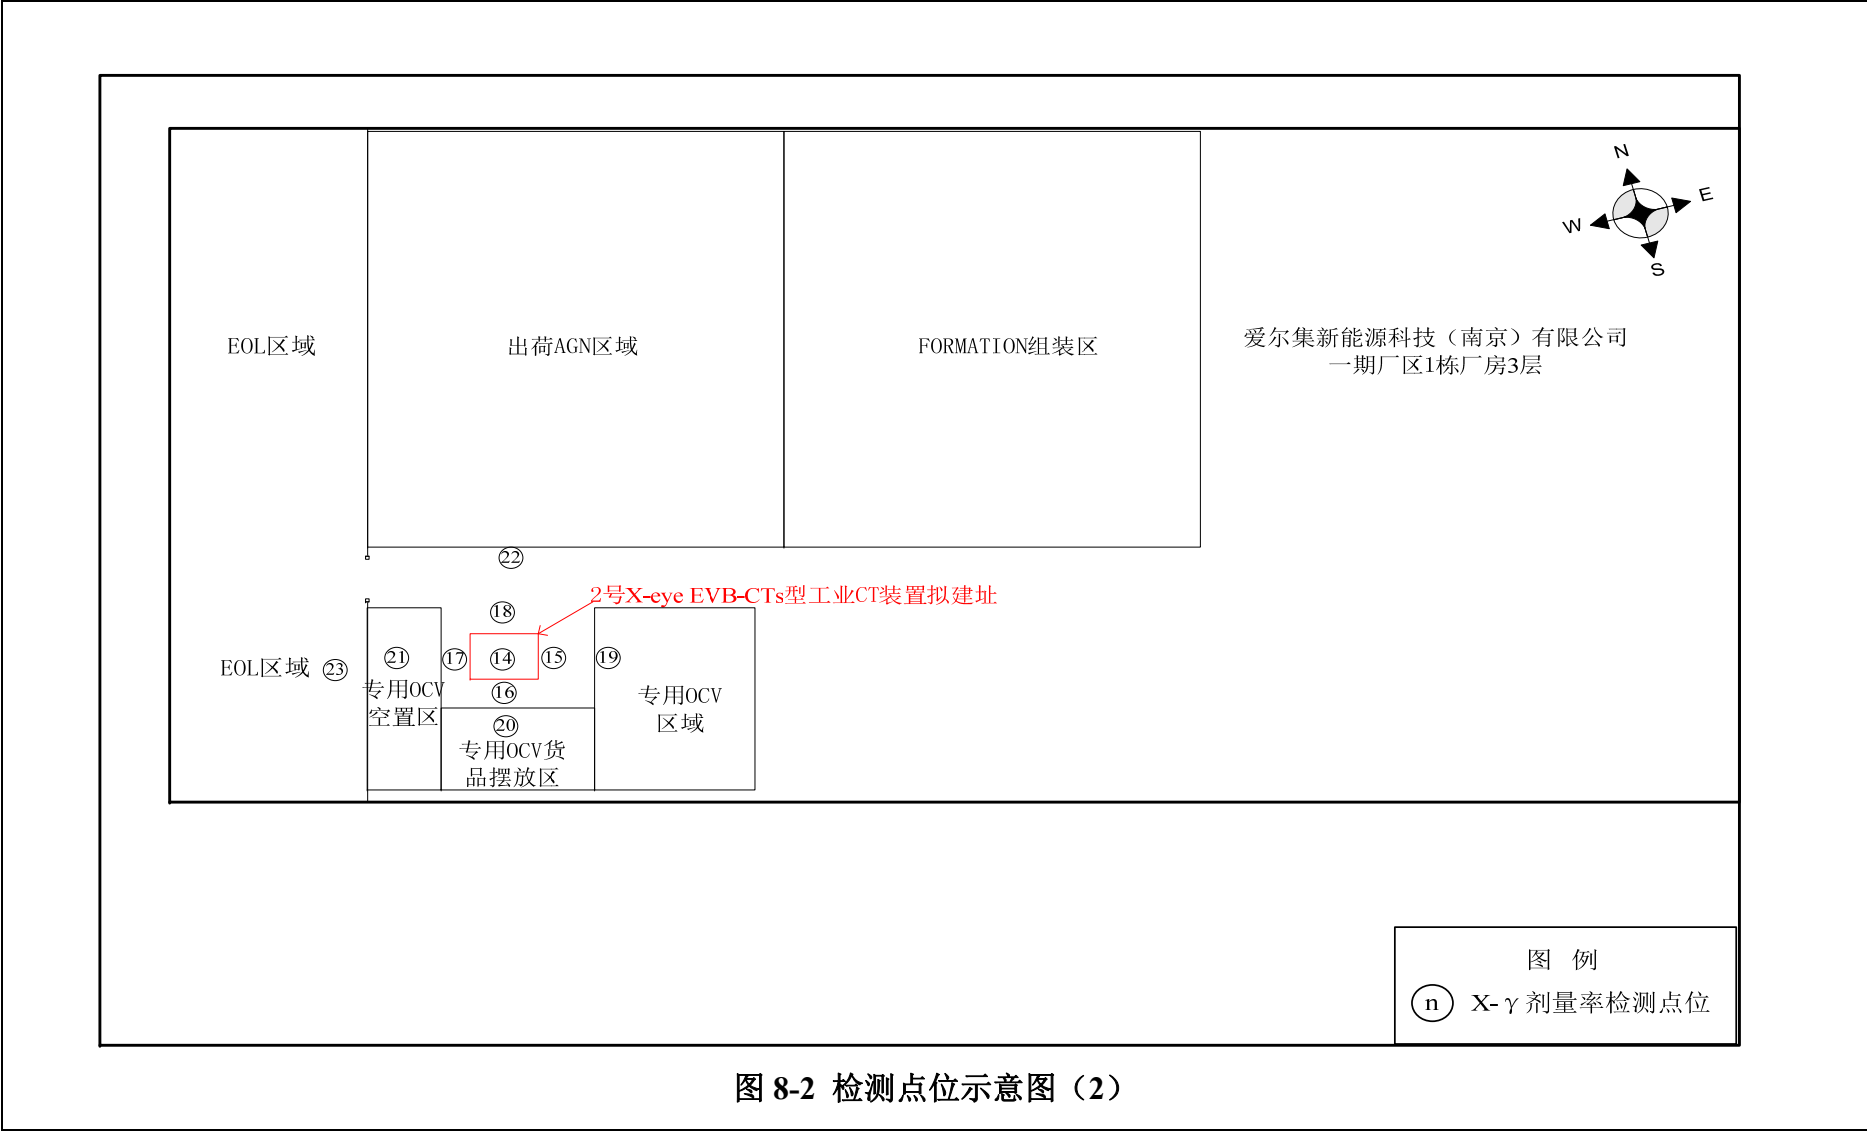 N
E
W
S
EOL区域
出荷AGN区域
FORMATION组装区
爱尔集新能源科技（南京）有限公司
一期厂区1栋厂房3层
22
2号X-eye EVB-CTs型工业CT装置拟建址
18
21
17
14
15
19
EOL区域
23
16
专用OCV
空置区
专用OCV
区域
20
专用OCV货
品摆放区
图 例
n X-γ剂量率检测点位
图 8-2 检测点位示意图（2）